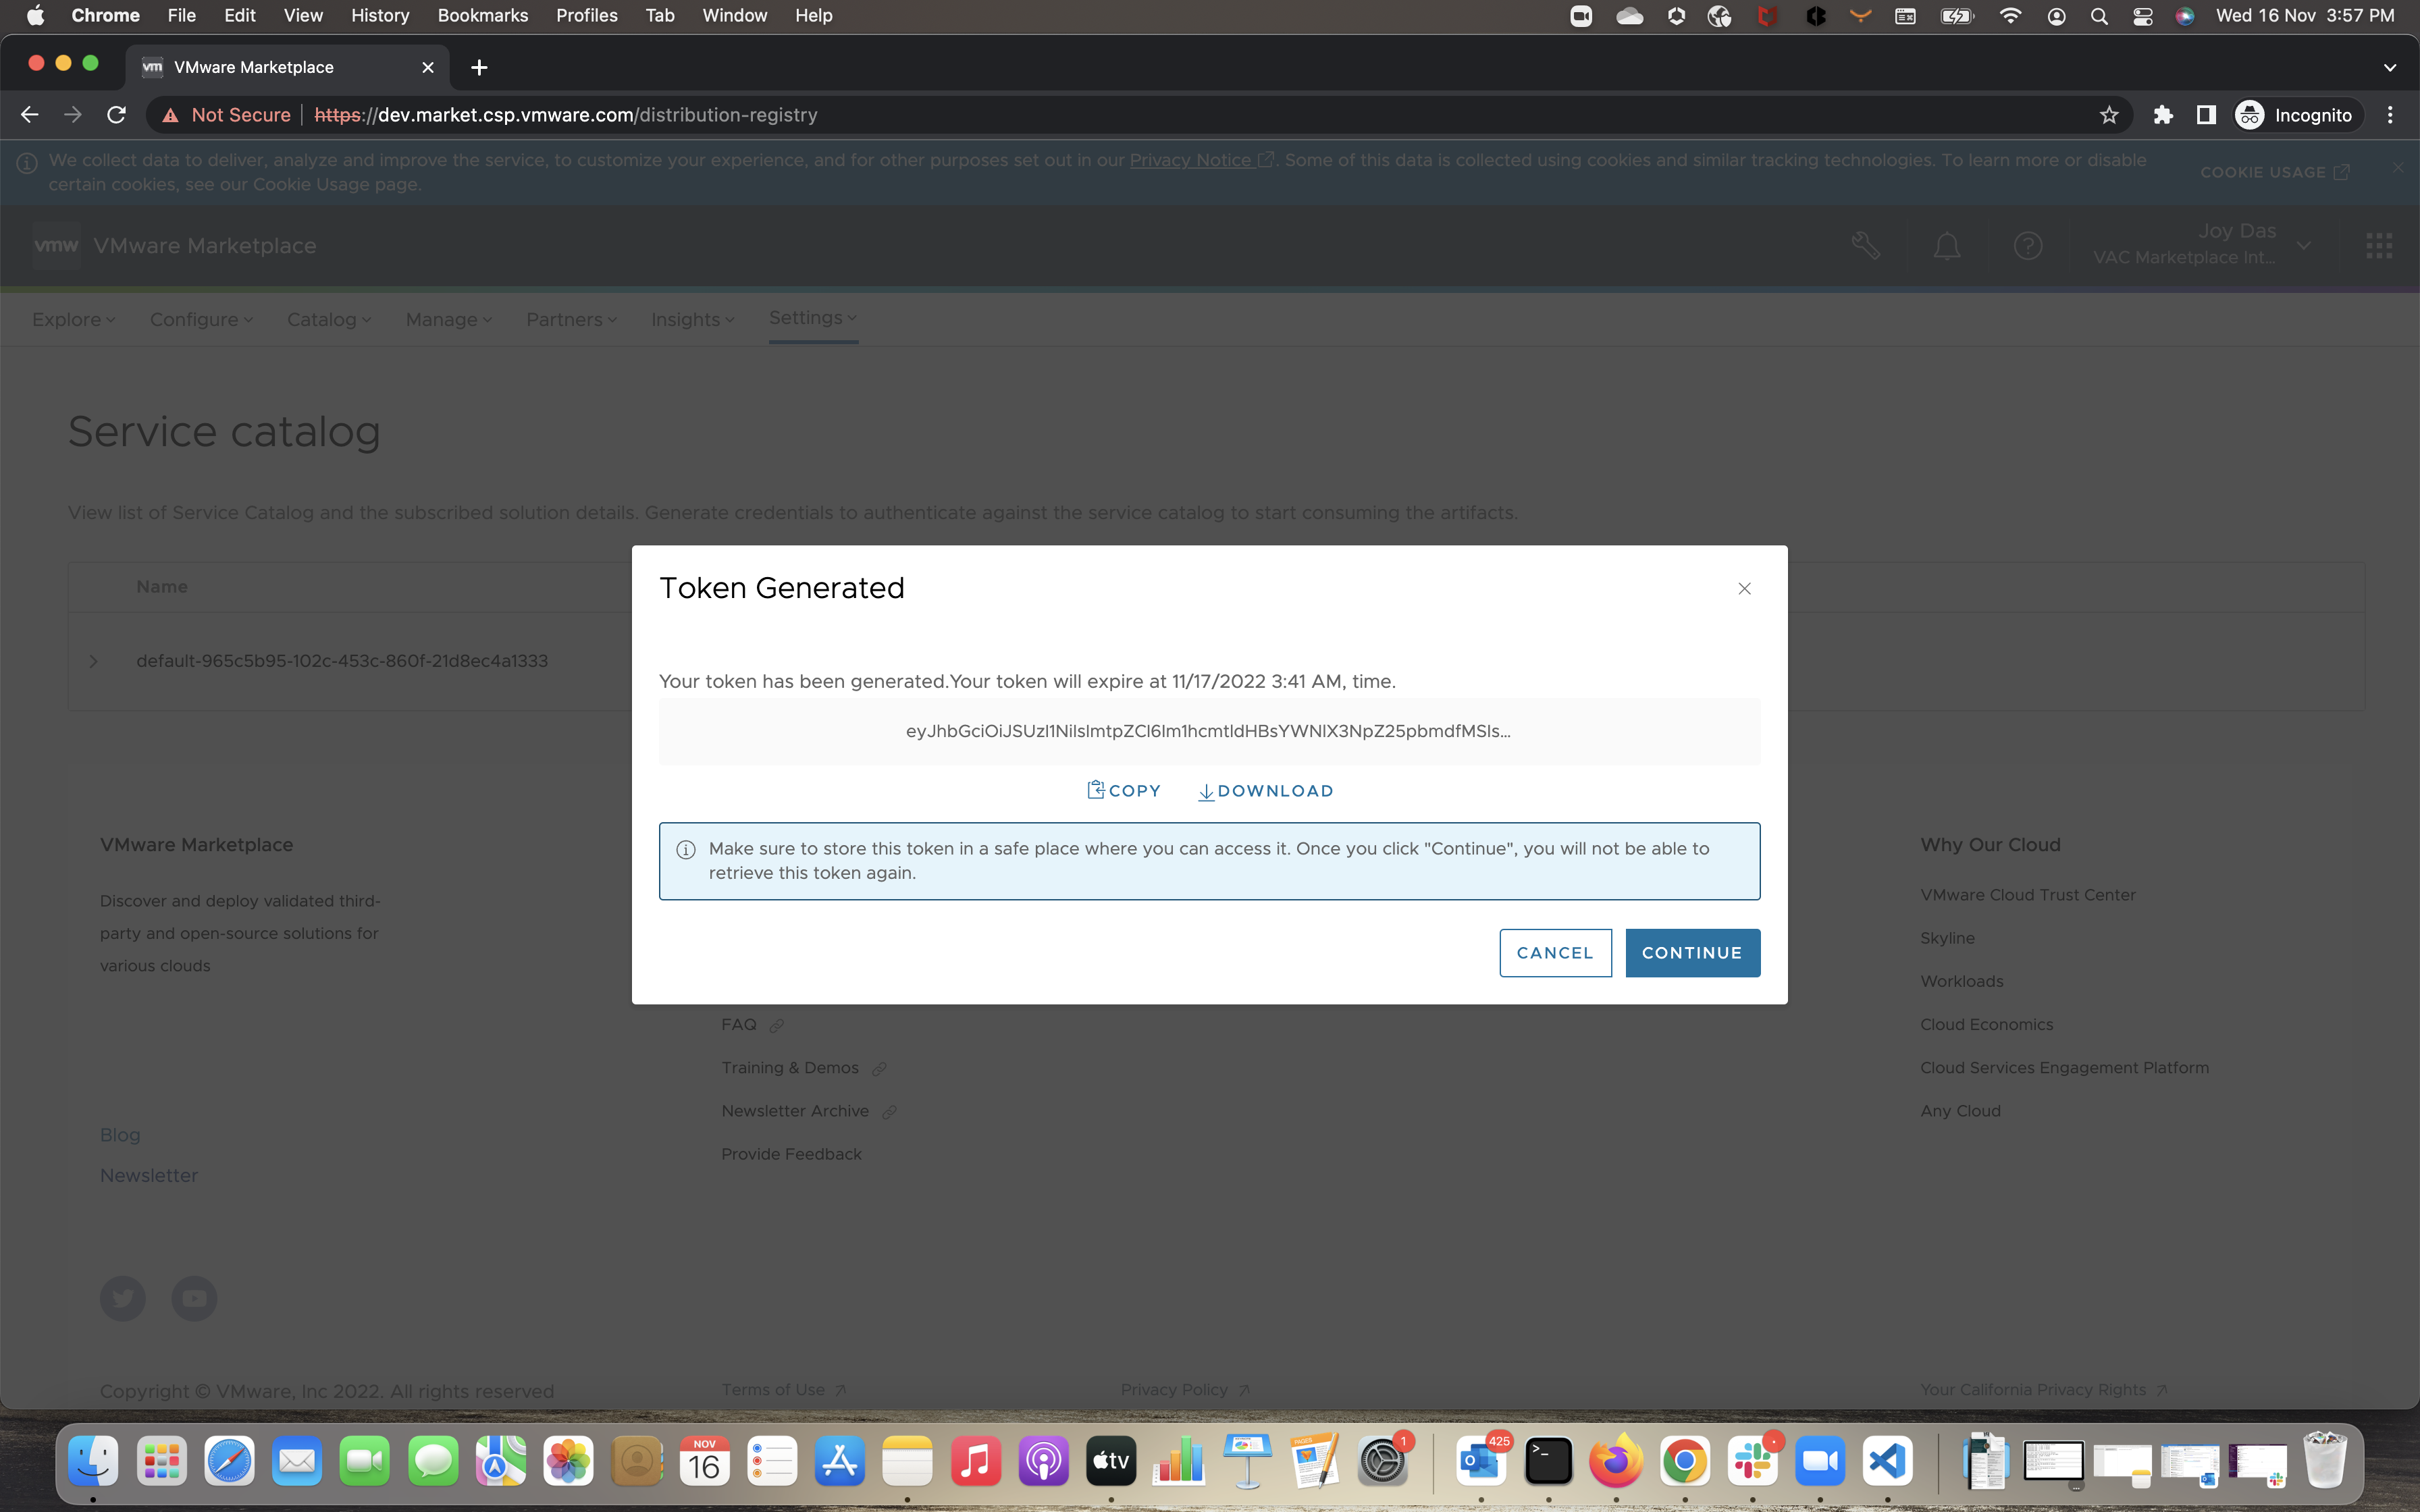 Chrome File Edit View History Bookmarks Profiles Tab Window Help Wed 16 Nov 3:57 PM
vm VMware Marketplace
Not Secure https://dev.market.csp.vmware.com/distribution-registry Incognito
We collect data to deliver, analyze and improve the service, to customize your experience, and for other purposes set out in our Privacy Notice. Some of this data is collected using cookies and similar tracking technologies. To learn more or disable
certain cookies, see our Cookie Usage page.
COOKIE USAGE
vmw VMware Marketplace
Joy Das
VAC Marketplace Int...
Explore Configure Catalog Manage Partners Insights Settings
Service catalog
View list of Service Catalog and the subscribed solution details. Generate credentials to authenticate against the service catalog to start consuming the artifacts.
Name
default-965c5b95-102c-453c-860f-21d8ec4a1333
Token Generated
Your token has been generated.Your token will expire at 11/17/2022 3:41 AM, time.
eyJhbGciOiJSUzI1NiIsImtpZCI6Im1hcmtldHBsYWNlX3NpZ25pbmdfMSIs...
COPY DOWNLOAD
Make sure to store this token in a safe place where you can access it. Once you click "Continue", you will not be able to
retrieve this token again.
CANCEL CONTINUE
VMware Marketplace
Discover and deploy validated third-
party and open-source solutions for
various clouds
Blog
Newsletter
FAQ
Training & Demos
Newsletter Archive
Provide Feedback
Why Our Cloud
VMware Cloud Trust Center
Skyline
Workloads
Cloud Economics
Cloud Services Engagement Platform
Any Cloud
Copyright © VMware, Inc 2022. All rights reserved
Terms of Use
Privacy Policy
Your California Privacy Rights
NOV
16
tv
PAGES
1
425